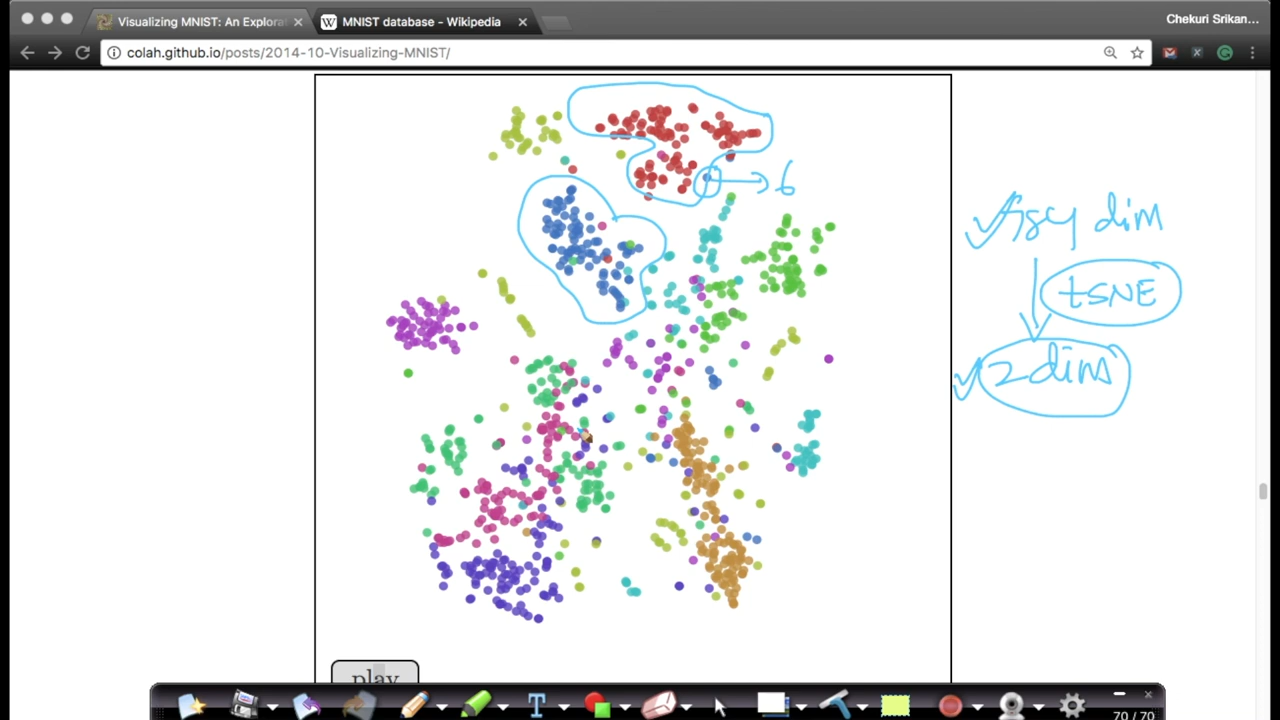 Visualizing MNIST: An Explora
MNIST database - Wikipedia
Chekuri Srikan...
colah.github.io/posts/2014-10-Visualizing-MNIST/
6
784 dim
tSNE
2 dim
play
T
70 / 70